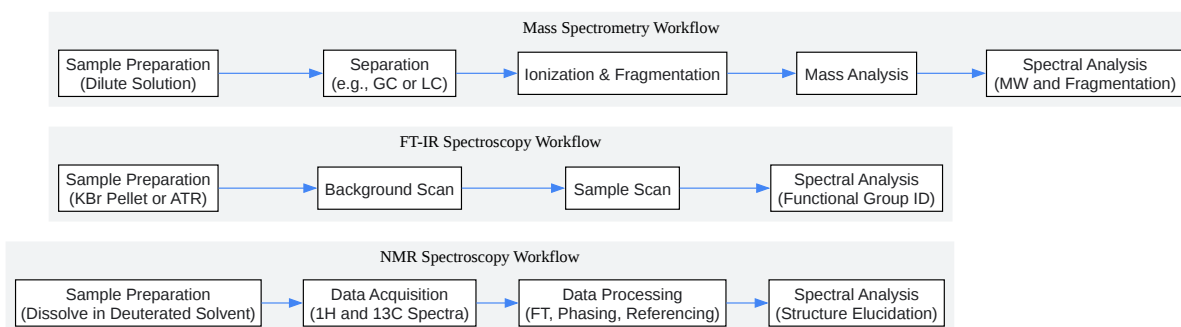 Mass Spectrometry Workflow
Sample Preparation
(Dilute Solution)
Separation
(e.g., GC or LC)
Ionization & Fragmentation
Mass Analysis
Spectral Analysis
(MW and Fragmentation)
FT-IR Spectroscopy Workflow
Sample Preparation
(KBr Pellet or ATR)
Background Scan
Sample Scan
Spectral Analysis
(Functional Group ID)
NMR Spectroscopy Workflow
Sample Preparation
(Dissolve in Deuterated Solvent)
Data Acquisition
(1H and 13C Spectra)
Data Processing
(FT, Phasing, Referencing)
Spectral Analysis
(Structure Elucidation)